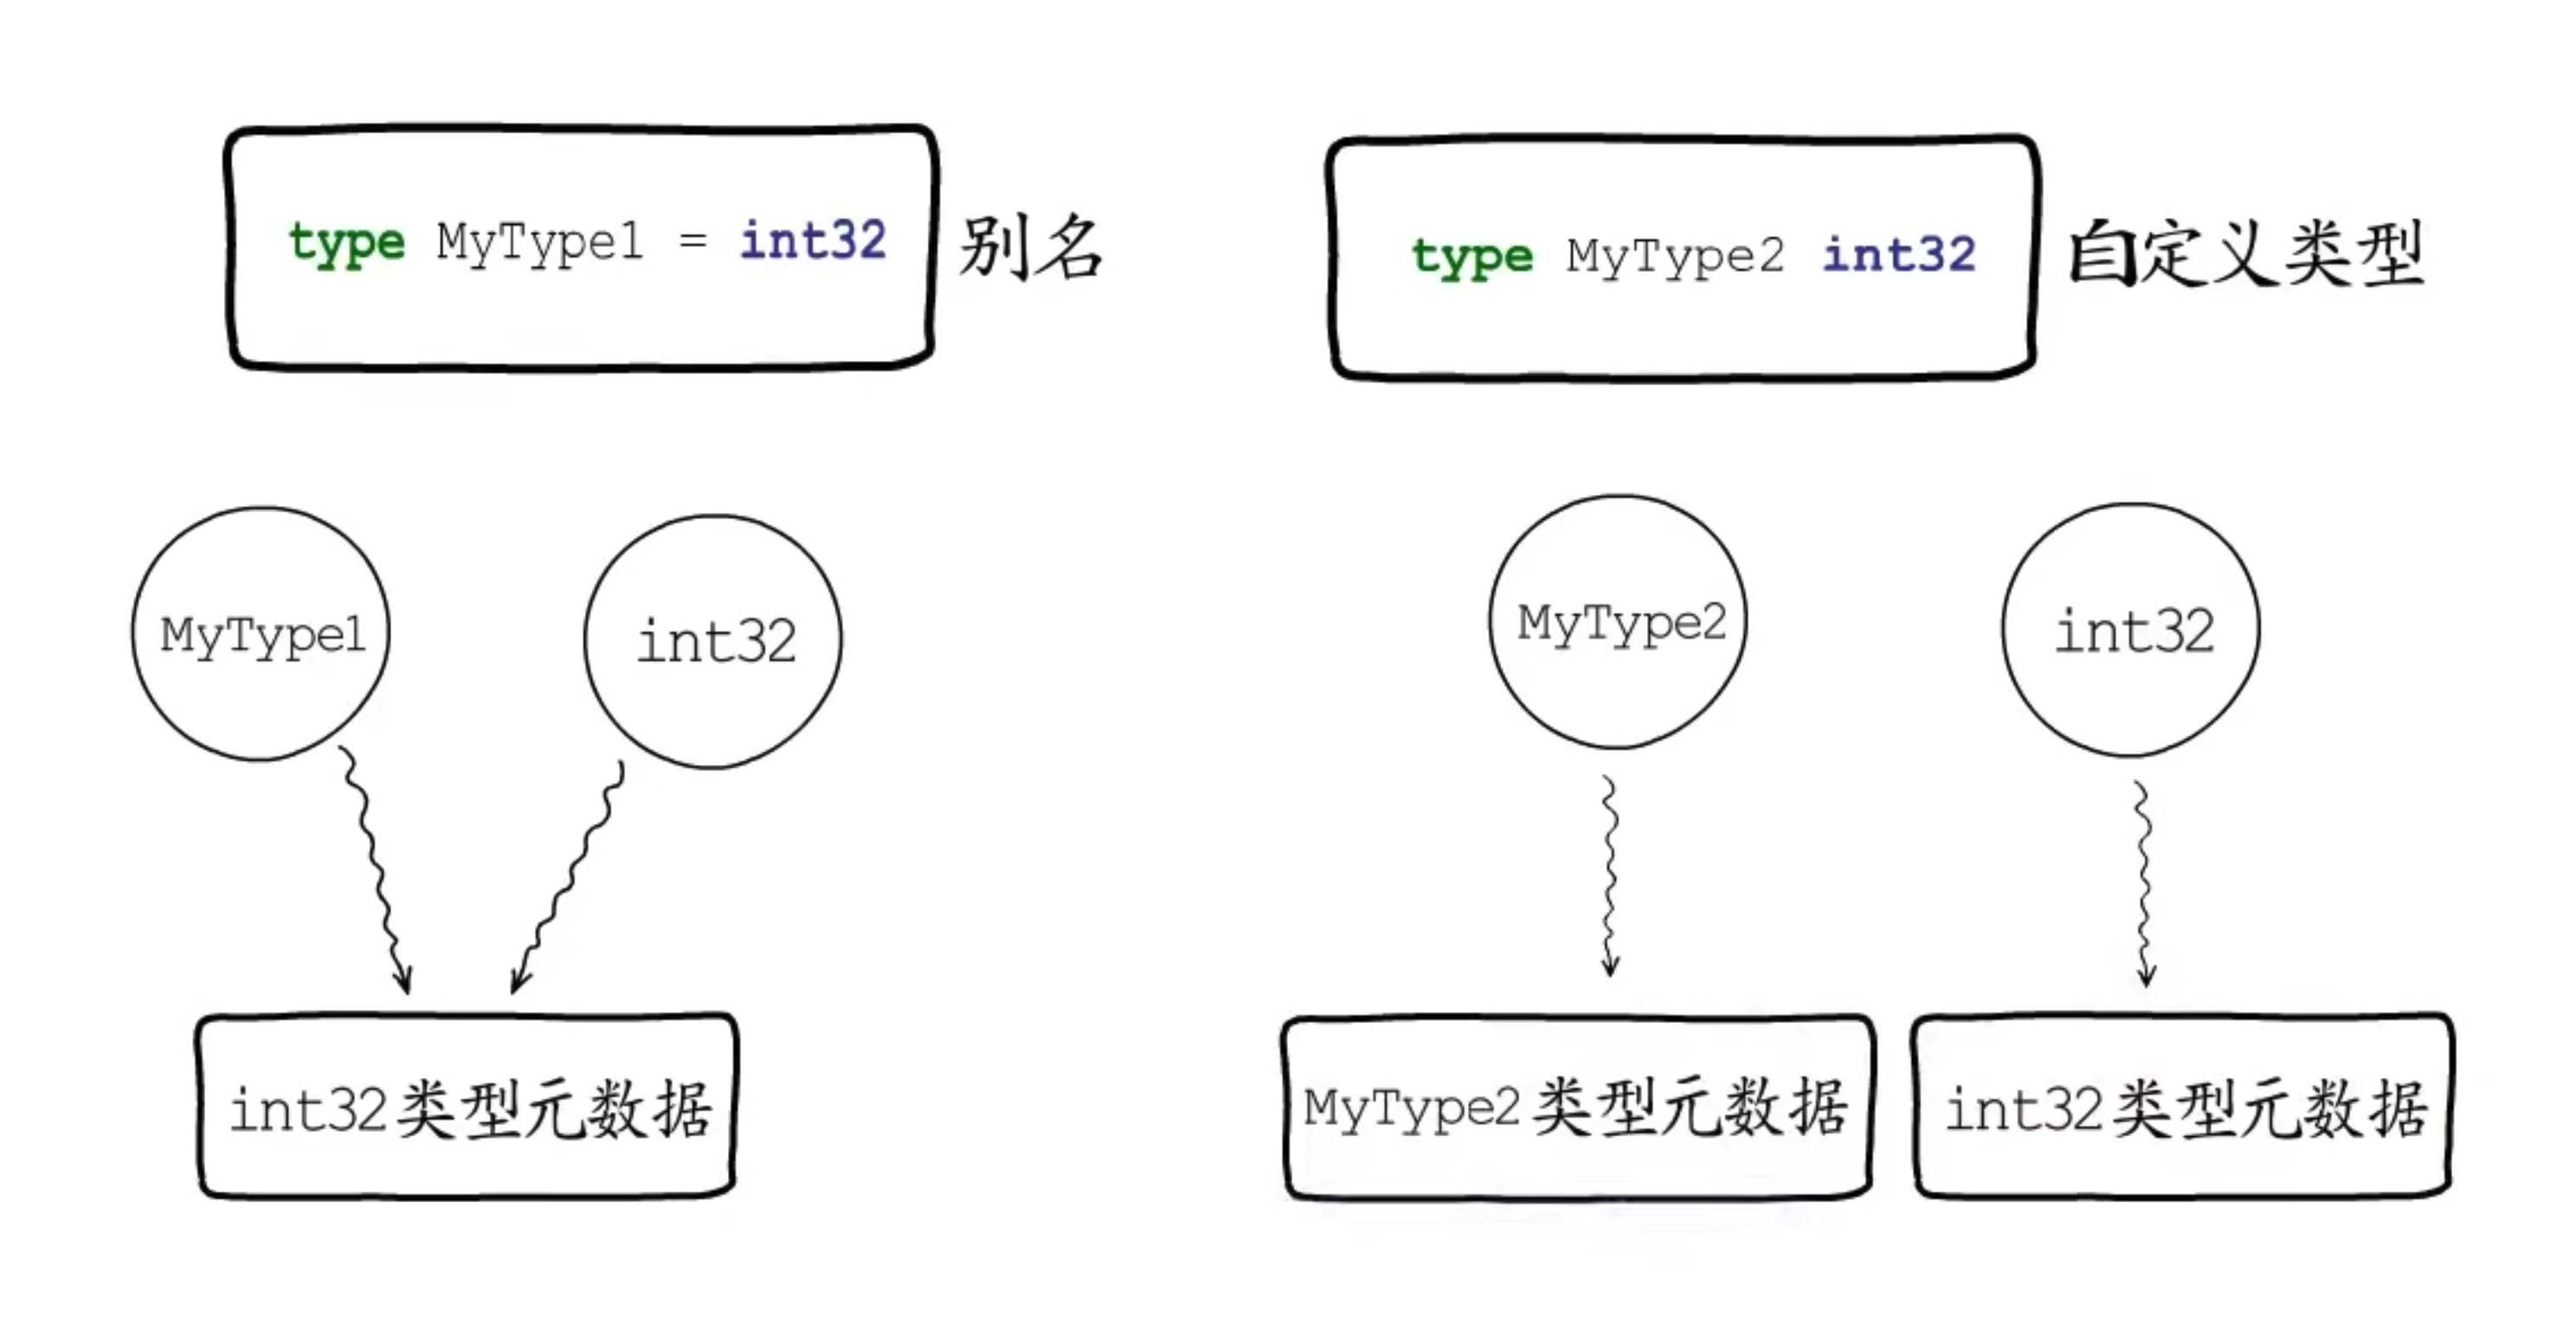 type MyType1 = int32
别名
type MyType2 int32
自定义类型
MyType1
int32
MyType2
int32
int32类型元数据
MyType2类型元数据
int32类型元数据